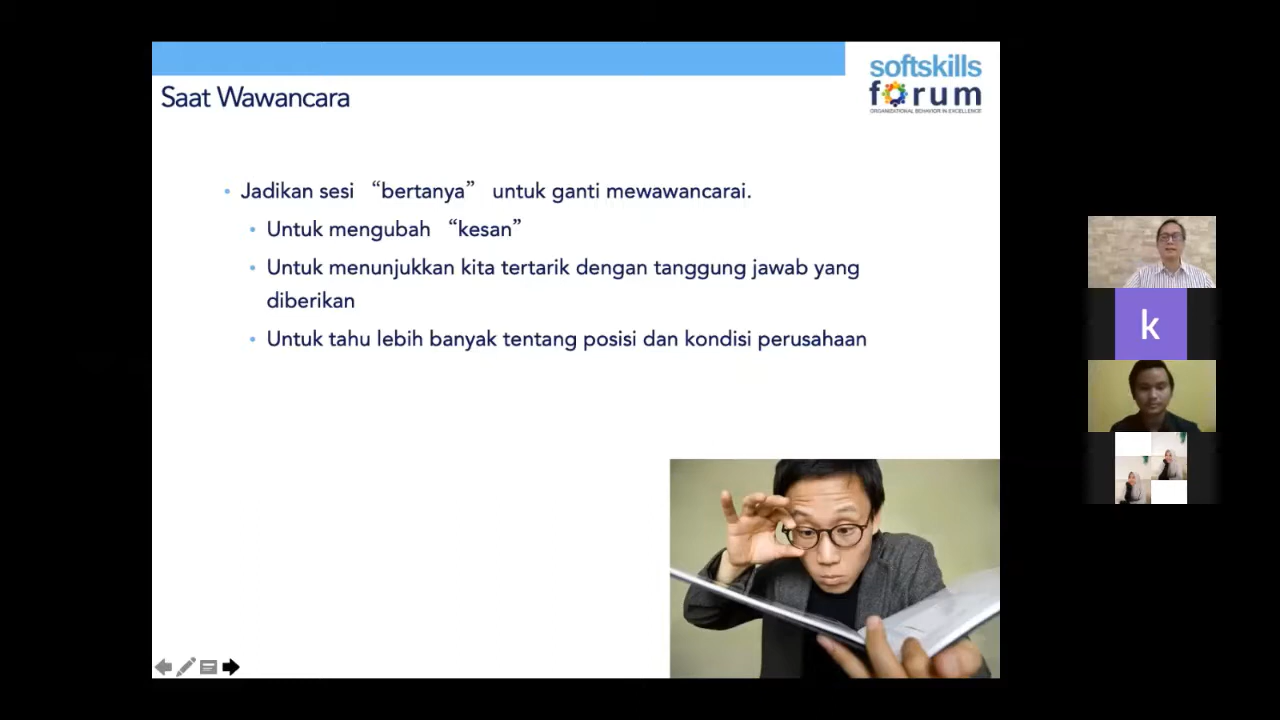 softskills
forum
ORGANIZATIONAL BEHAVIOR IN EXCELLENCE
Saat Wawancara
• Jadikan sesi “bertanya” untuk ganti mewawancarai.
• Untuk mengubah “kesan”
• Untuk menunjukkan kita tertarik dengan tanggung jawab yang
diberikan
• Untuk tahu lebih banyak tentang posisi dan kondisi perusahaan
k